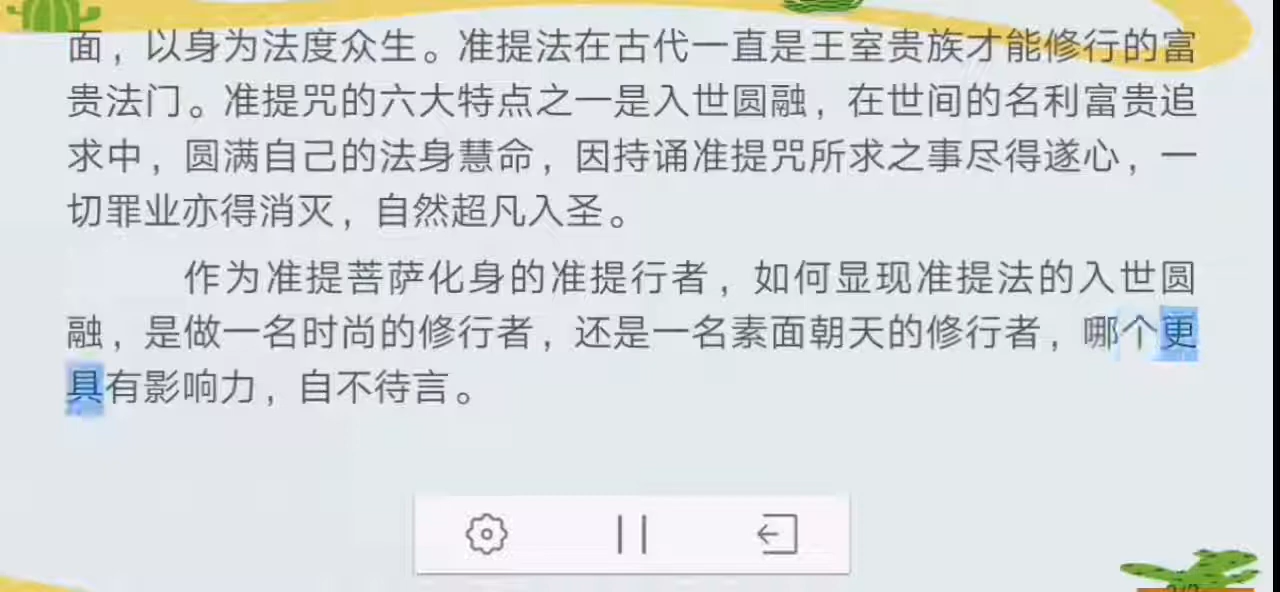 面，以身为法度众生。准提法在古代一直是王室贵族才能修行的富
贵法门。准提咒的六大特点之一是入世圆融，在世间的名利富贵追
求中，圆满自己的法身慧命，因持诵准提咒所求之事尽得遂心，一
切罪业亦得消灭，自然超凡入圣。
作为准提菩萨化身的准提行者，如何显现准提法的入世圆
融，是做一名时尚的修行者，还是一名素面朝天的修行者，哪个更
具有影响力，自不待言。